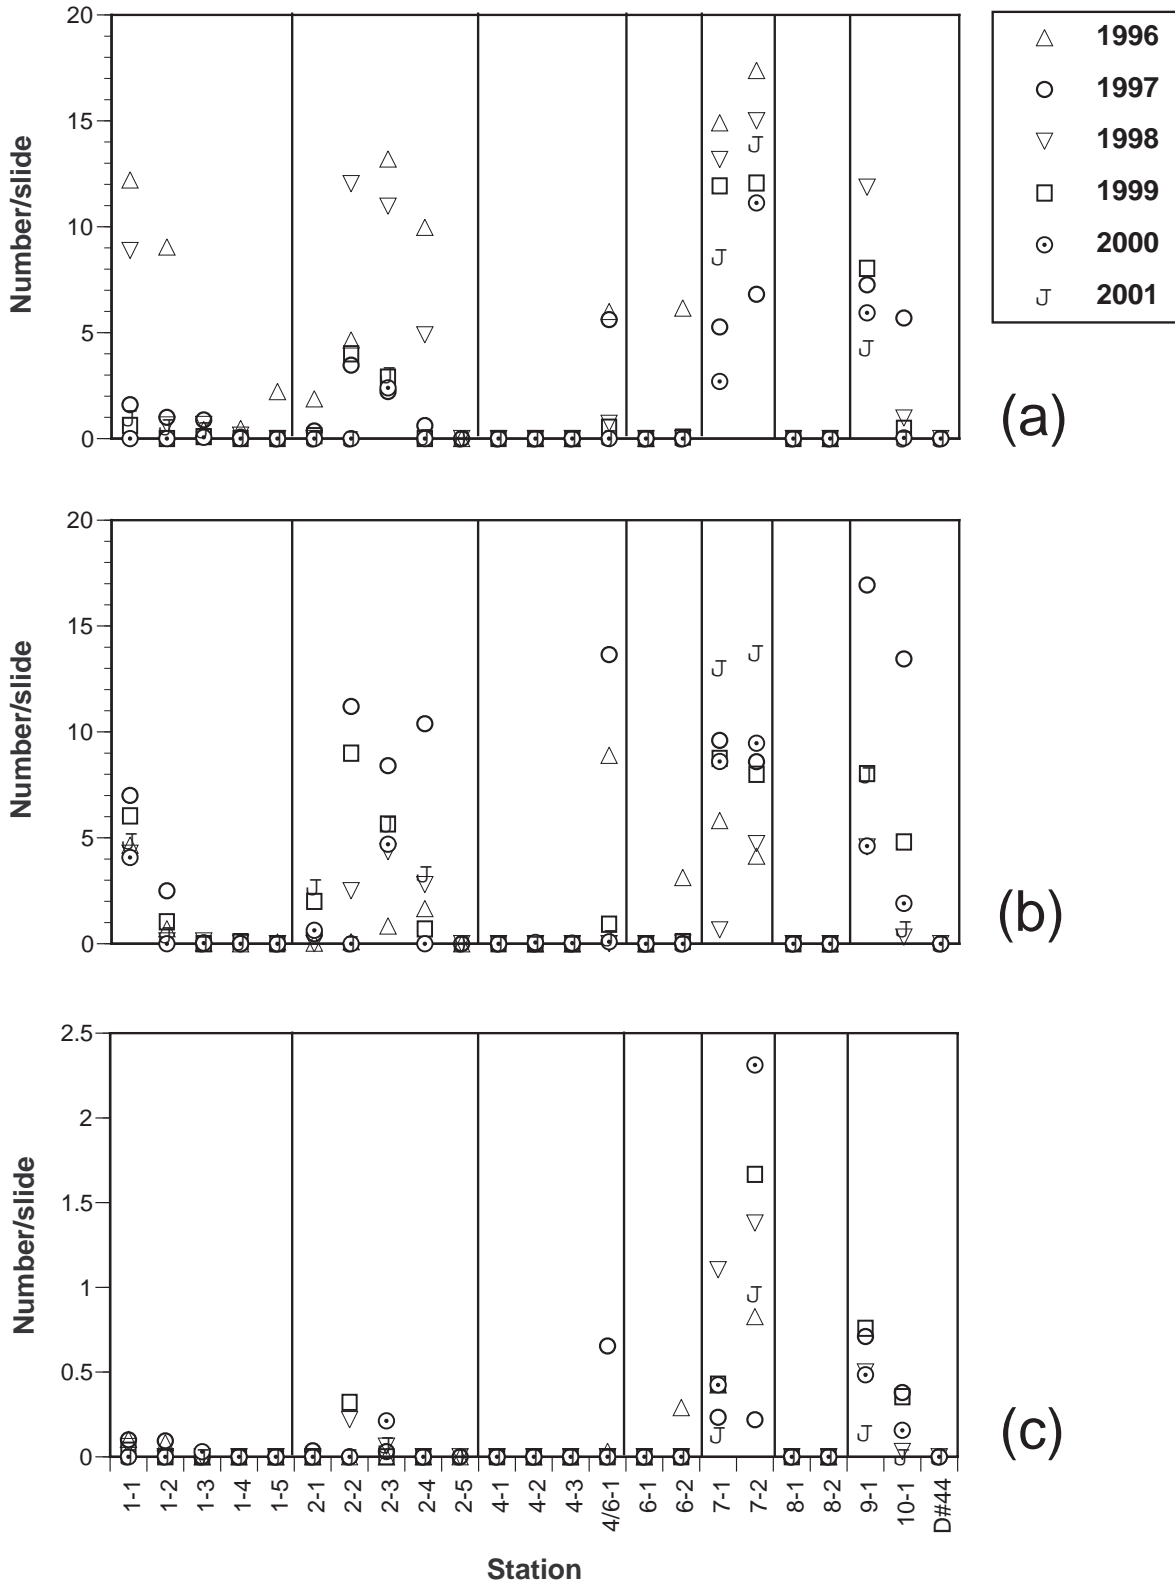 20
15
10
5
0
Number/slide
1996
1997
1998
1999
2000
J 2001
J
J
J
J
J
J
(a)
20
15
10
5
0
Number/slide
J
J
J
J
J
J
J
J
(b)
2.5
2
1.5
1
0.5
0
Number/slide
J
J
J
J
J
(c)
1-1
1-2
1-3
1-4
1-5
2-1
2-2
2-3
2-4
2-5
4-1
4-2
4-3
4/6-1
6-1
6-2
7-1
7-2
8-1
8-2
9-1
10-1
D#44
Station